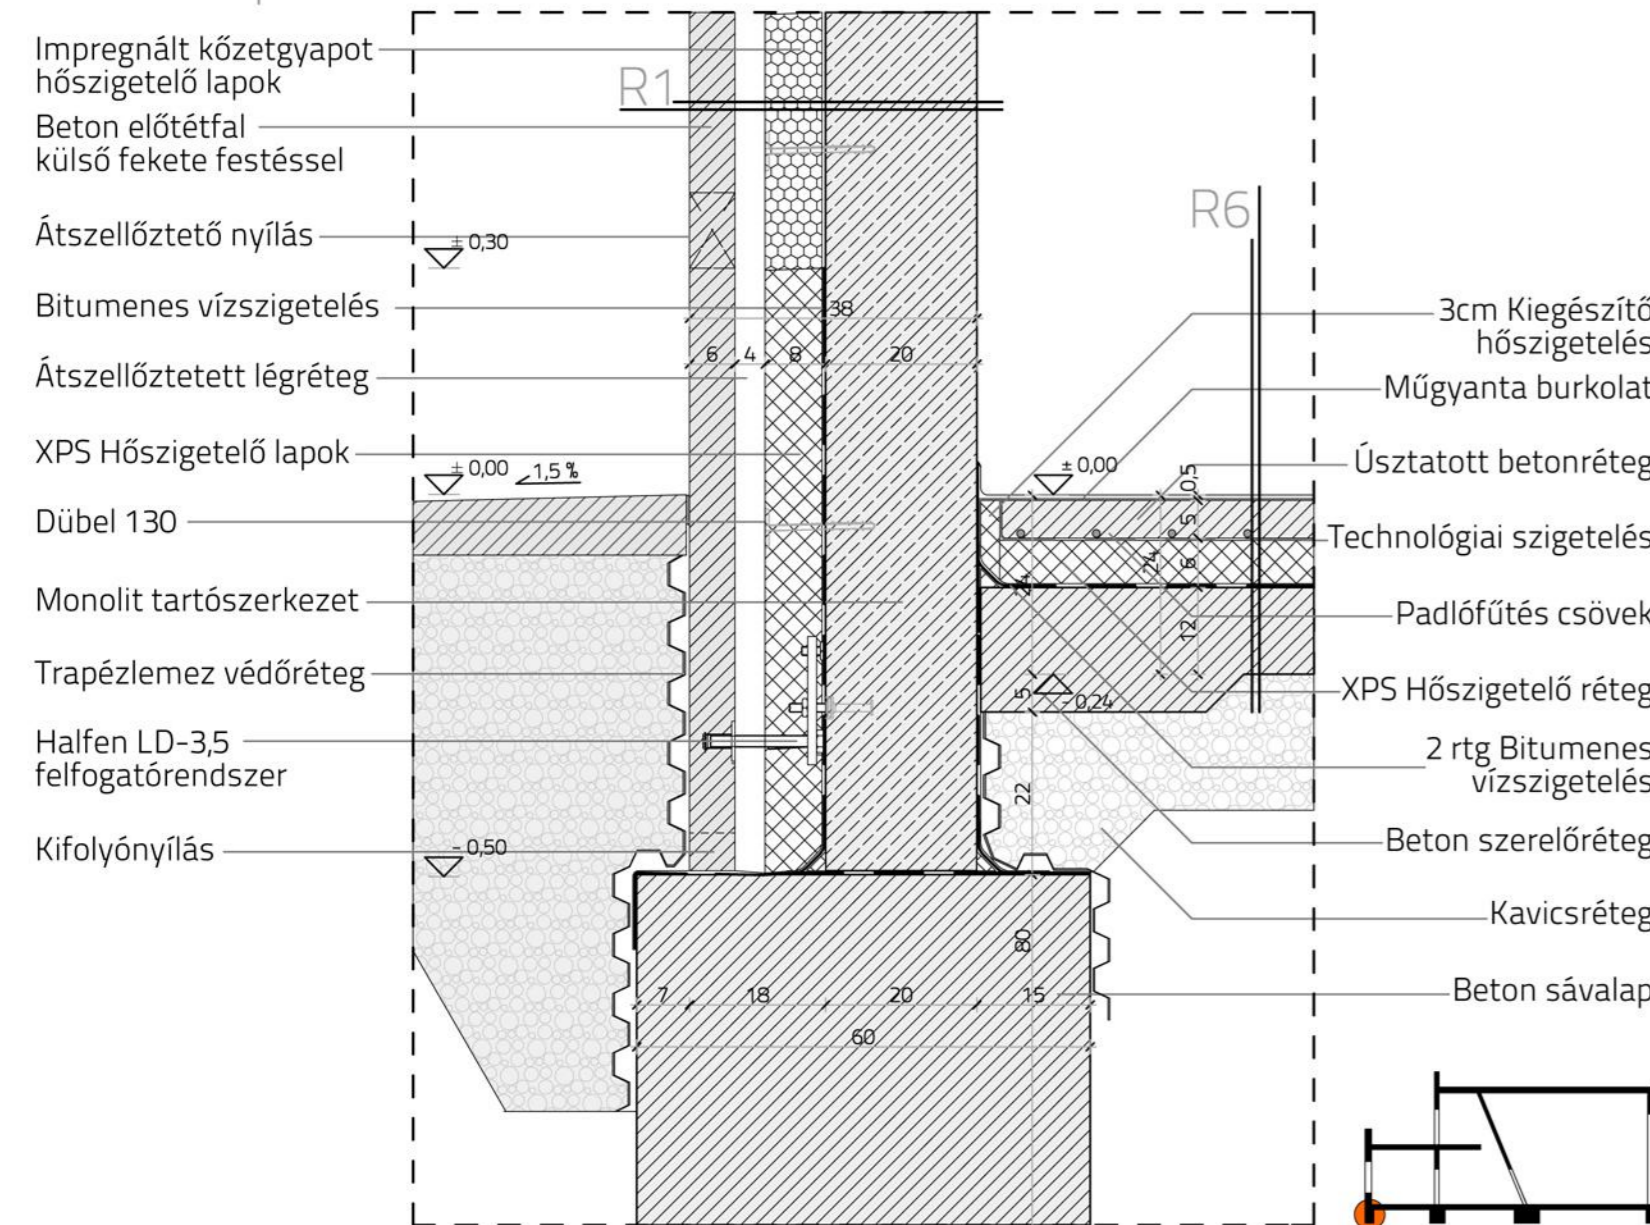 Impregnált kőzetgyapot
hőszigetelő lapok
Beton előtétfal
külső fekete festéssel
Átszellőztető nyílás
Bitumenes vízszigetelés
Átszellőztetett légréteg
XPS Hőszigetelő lapok
Dübel 130
Monolit tartószerkezet
Trapézlemez védőréteg
Halfen LD-3,5
felfogatórendszer
Kifolyónyílás
R1
R6
± 0,30
38
6 4 8 20
± 0,00 1,5 %
± 0,00
0,5
5
24
24
6
12
5
- 0,24
22
- 0,50
80
7 18 20 15
60
3cm Kiegészítő
hőszigetelés
Műgyanta burkolat
Úsztatott betonréteg
Technológiai szigetelés
Padlófűtés csövek
XPS Hőszigetelő réteg
2 rtg Bitumenes
vízszigetelés
Beton szerelőréteg
Kavicsréteg
Beton sávalap